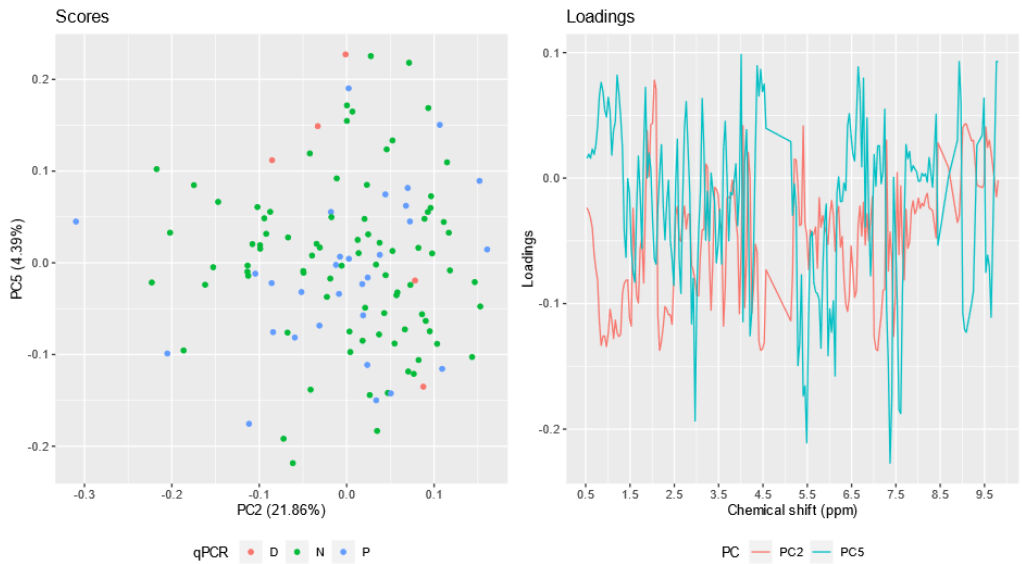 Scores
0.2
0.1
0.0
-0.1
-0.2
PC5 (4.39%)
-0.3
-0.2
-0.1
0.0
0.1
PC2 (21.86%)
qPCR
D
N
P
Loadings
0.1
0.0
-0.1
-0.2
Loadings
0.5
1.5
2.5
3.5
4.5
5.5
6.5
7.5
8.5
9.5
Chemical shift (ppm)
PC
PC2
PC5